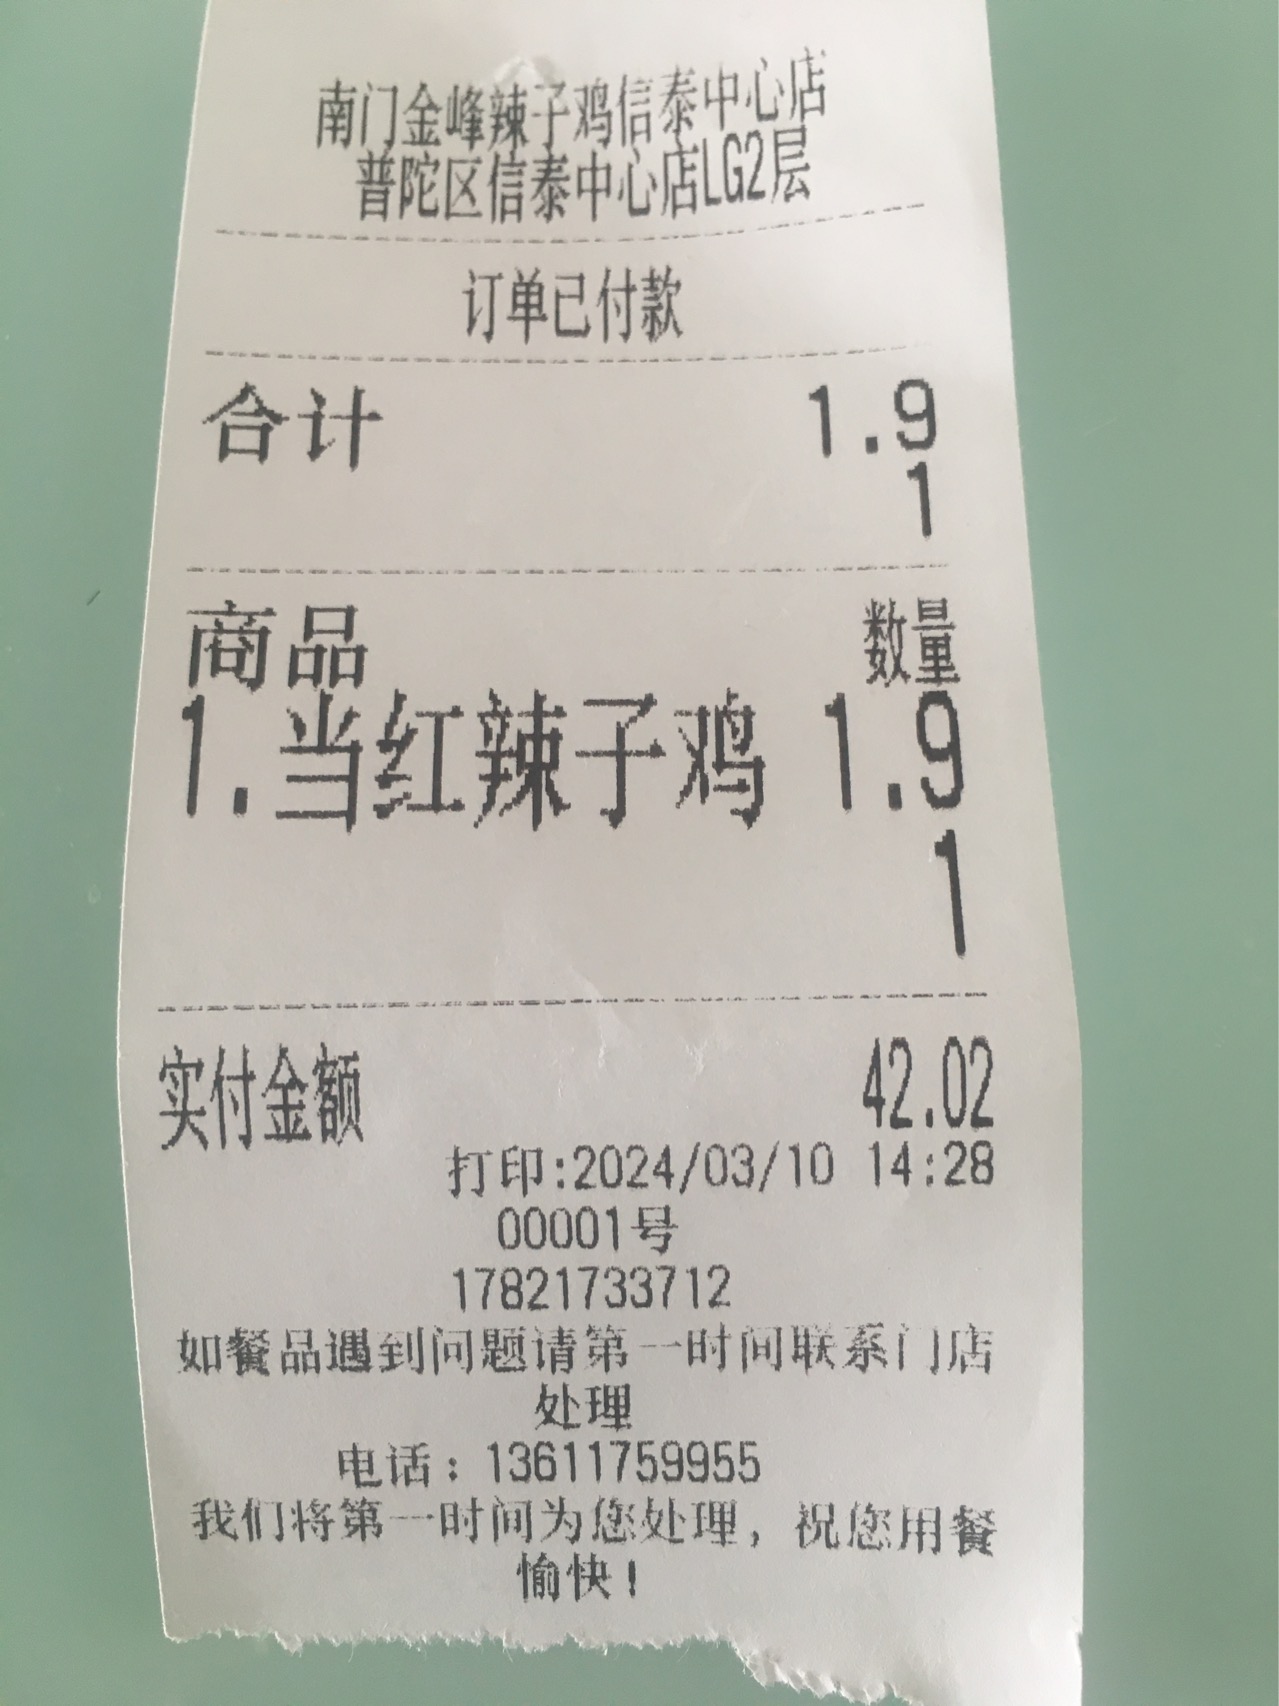 南门金峰辣子鸡信泰中心店
普陀区信泰中心店LG2层
订单已付款
合计 1.9
1
商品 数量
1.当红辣子鸡 1.9
1
实付金额 42.02
打印:2024/03/10 14:28
00001号
17821733712
如餐品遇到问题请第一时间联系门店
处理
电话：13611759955
我们将第一时间为您处理，祝您用餐
愉快！